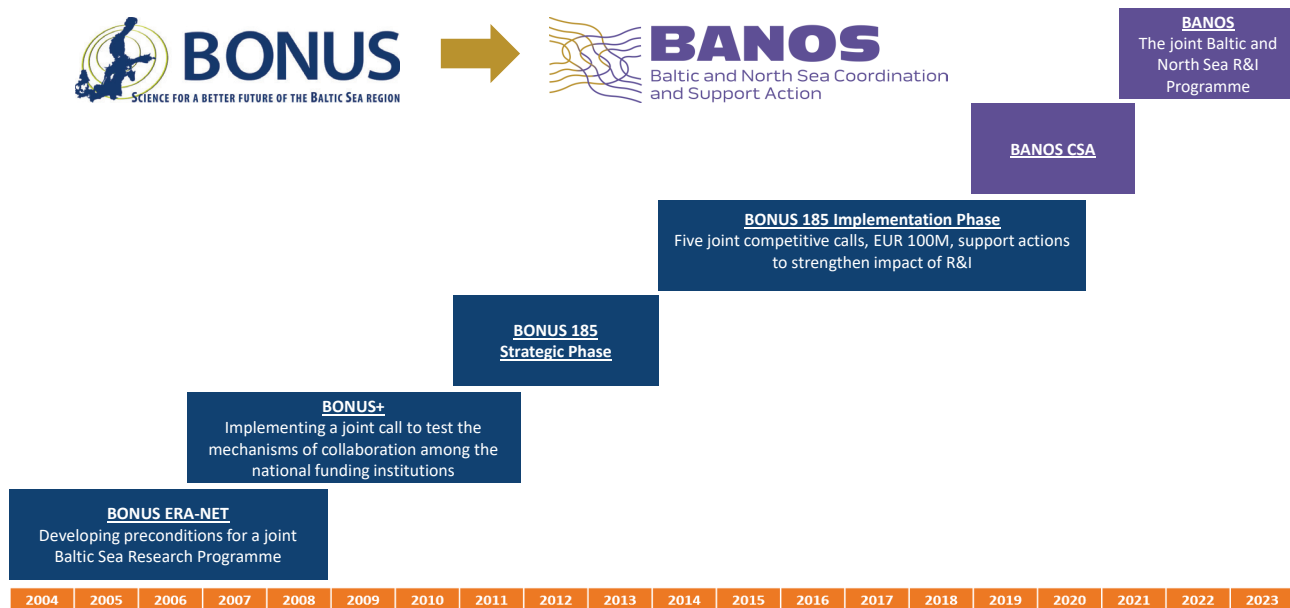 BONUS
SCIENCE FOR A BETTER FUTURE OF THE BALTIC SEA REGION
BANOS
Baltic and North Sea Coordination
and Support Action
BANOS
The joint Baltic and
North Sea R&I
Programme
BANOS CSA
BONUS 185 Implementation Phase
Five joint competitive calls, EUR 100M, support actions
to strengthen impact of R&I
BONUS 185
Strategic Phase
BONUS+
Implementing a joint call to test the
mechanisms of collaboration among the
national funding institutions
BONUS ERA-NET
Developing preconditions for a joint
Baltic Sea Research Programme
2004 2005 2006 2007 2008 2009 2010 2011 2012 2013 2014 2015 2016 2017 2018 2019 2020 2021 2022 2023